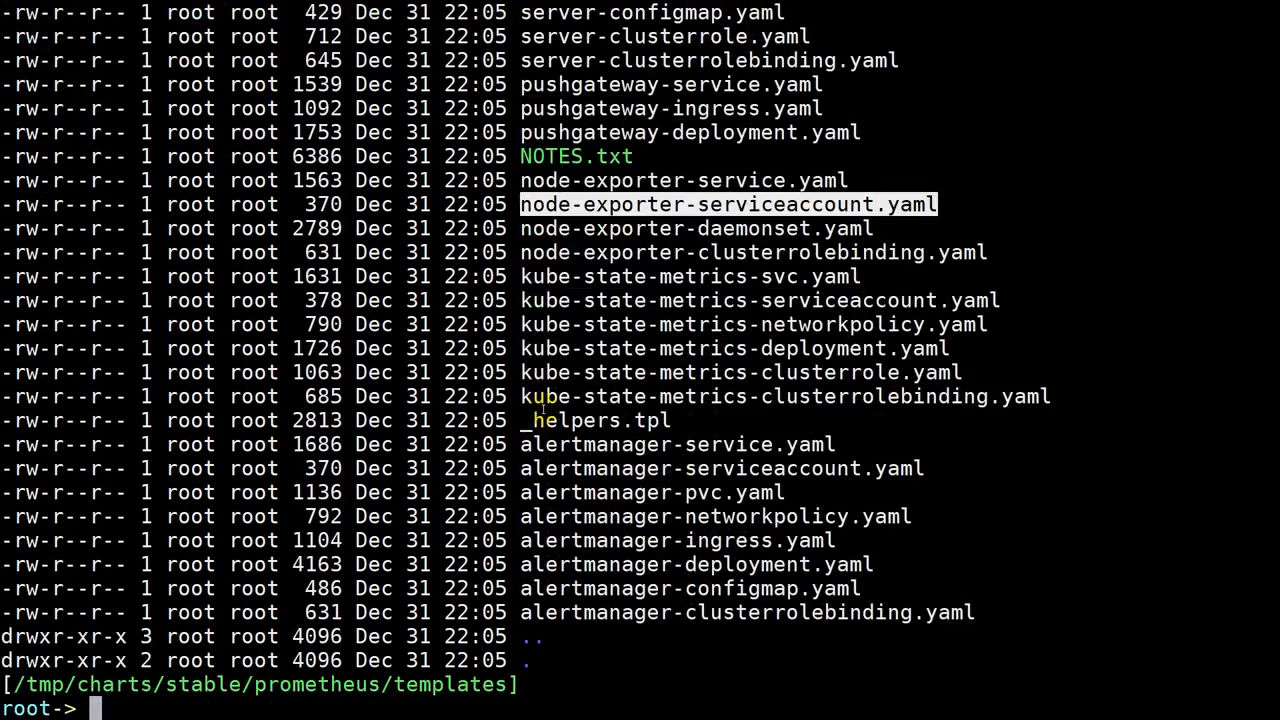 -rw-r--r-- 1 root root  429 Dec 31 22:05 server-configmap.yaml
-rw-r--r-- 1 root root  712 Dec 31 22:05 server-clusterrole.yaml
-rw-r--r-- 1 root root  645 Dec 31 22:05 server-clusterrolebinding.yaml
-rw-r--r-- 1 root root 1539 Dec 31 22:05 pushgateway-service.yaml
-rw-r--r-- 1 root root 1092 Dec 31 22:05 pushgateway-ingress.yaml
-rw-r--r-- 1 root root 1753 Dec 31 22:05 pushgateway-deployment.yaml
-rw-r--r-- 1 root root 6386 Dec 31 22:05 NOTES.txt
-rw-r--r-- 1 root root 1563 Dec 31 22:05 node-exporter-service.yaml
-rw-r--r-- 1 root root  370 Dec 31 22:05 node-exporter-serviceaccount.yaml
-rw-r--r-- 1 root root 2789 Dec 31 22:05 node-exporter-daemonset.yaml
-rw-r--r-- 1 root root  631 Dec 31 22:05 node-exporter-clusterrolebinding.yaml
-rw-r--r-- 1 root root 1631 Dec 31 22:05 kube-state-metrics-svc.yaml
-rw-r--r-- 1 root root  378 Dec 31 22:05 kube-state-metrics-serviceaccount.yaml
-rw-r--r-- 1 root root  790 Dec 31 22:05 kube-state-metrics-networkpolicy.yaml
-rw-r--r-- 1 root root 1726 Dec 31 22:05 kube-state-metrics-deployment.yaml
-rw-r--r-- 1 root root 1063 Dec 31 22:05 kube-state-metrics-clusterrole.yaml
-rw-r--r-- 1 root root  685 Dec 31 22:05 kube-state-metrics-clusterrolebinding.yaml
-rw-r--r-- 1 root root 2813 Dec 31 22:05 _helpers.tpl
-rw-r--r-- 1 root root 1686 Dec 31 22:05 alertmanager-service.yaml
-rw-r--r-- 1 root root  370 Dec 31 22:05 alertmanager-serviceaccount.yaml
-rw-r--r-- 1 root root 1136 Dec 31 22:05 alertmanager-pvc.yaml
-rw-r--r-- 1 root root  792 Dec 31 22:05 alertmanager-networkpolicy.yaml
-rw-r--r-- 1 root root 1104 Dec 31 22:05 alertmanager-ingress.yaml
-rw-r--r-- 1 root root 4163 Dec 31 22:05 alertmanager-deployment.yaml
-rw-r--r-- 1 root root  486 Dec 31 22:05 alertmanager-configmap.yaml
-rw-r--r-- 1 root root  631 Dec 31 22:05 alertmanager-clusterrolebinding.yaml
drwxr-xr-x 3 root root 4096 Dec 31 22:05 ..
drwxr-xr-x 2 root root 4096 Dec 31 22:05 .
[/tmp/charts/stable/prometheus/templates]
root->